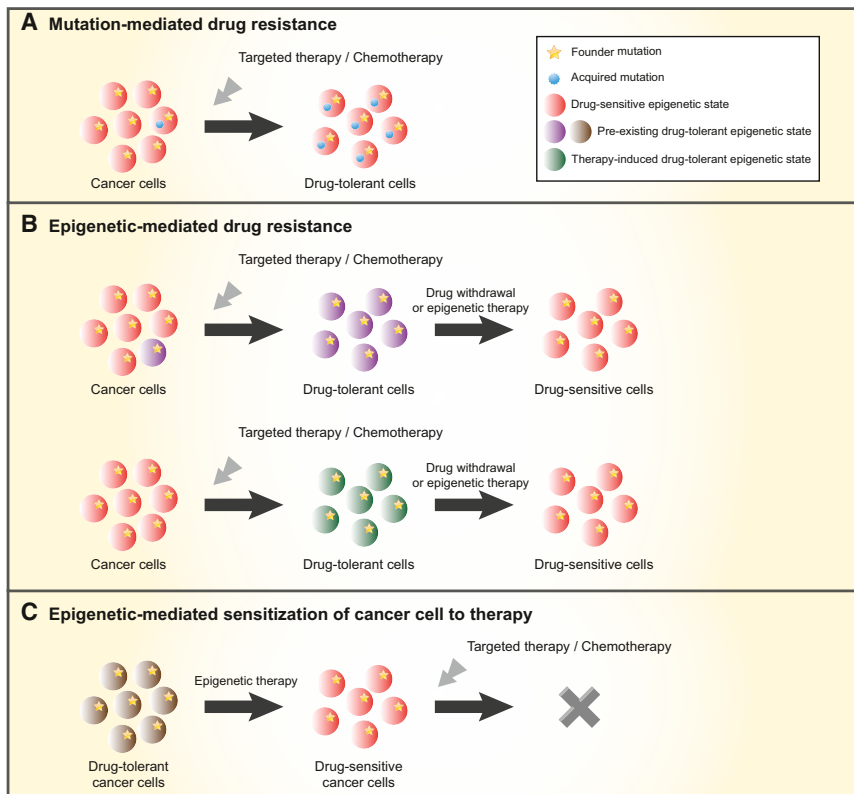 A Mutation-mediated drug resistance
Targeted therapy / Chemotherapy
Cancer cells
Drug-tolerant cells
Founder mutation
Acquired mutation
Drug-sensitive epigenetic state
Pre-existing drug-tolerant epigenetic state
Therapy-induced drug-tolerant epigenetic state
B Epigenetic-mediated drug resistance
Targeted therapy / Chemotherapy
Drug withdrawal
or epigenetic therapy
Cancer cells
Drug-tolerant cells
Drug-sensitive cells
Targeted therapy / Chemotherapy
Drug withdrawal
or epigenetic therapy
Cancer cells
Drug-tolerant cells
Drug-sensitive cells
C Epigenetic-mediated sensitization of cancer cell to therapy
Targeted therapy / Chemotherapy
Epigenetic therapy
Drug-tolerant
cancer cells
Drug-sensitive
cancer cells